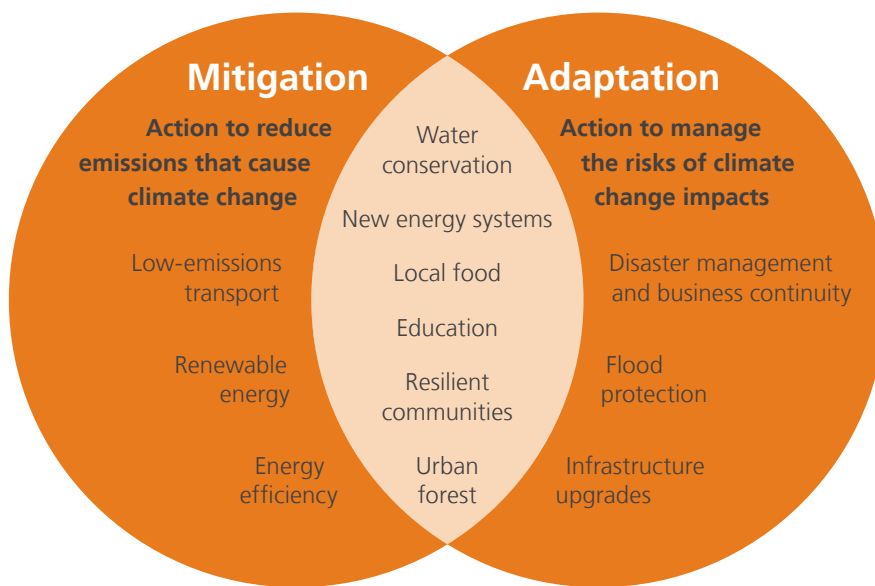 Mitigation
Action to reduce
emissions that cause
climate change
Low-emissions
transport
Renewable
energy
Energy
efficiency
Water
conservation
New energy systems
Local food
Education
Resilient
communities
Urban
forest
Adaptation
Action to manage
the risks of climate
change impacts
Disaster management
and business continuity
Flood
protection
Infrastructure
upgrades